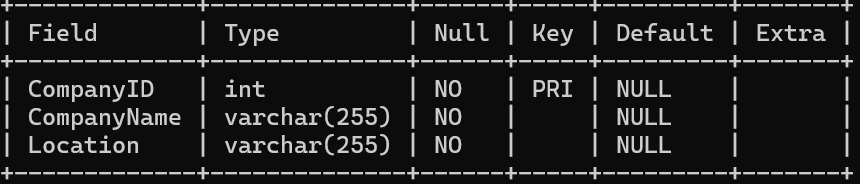 +-------------+--------------+------+-----+---------+-------+
| Field       | Type         | Null | Key | Default | Extra |
+-------------+--------------+------+-----+---------+-------+
| CompanyID   | int          | NO   | PRI | NULL    |       |
| CompanyName | varchar(255) | NO   |     | NULL    |       |
| Location    | varchar(255) | NO   |     | NULL    |       |
+-------------+--------------+------+-----+---------+-------+